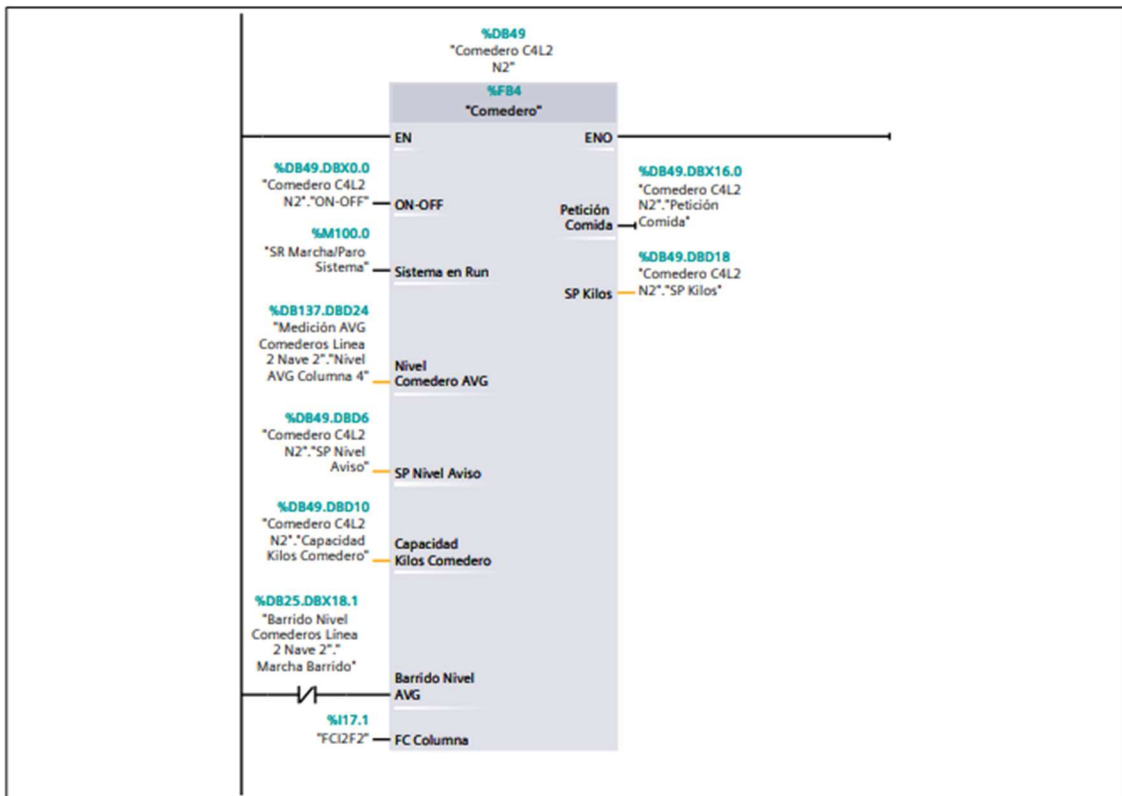 %DB49
"Comedero C4L2
N2"
%FB4
"Comedero"
EN
ENO
%DB49.DBX0.0
"Comedero C4L2
N2"."ON-OFF"
ON-OFF
%DB49.DBX16.0
"Comedero C4L2
N2"."Petición
Comida"
Petición
Comida
%M100.0
"SR Marcha/Paro
Sistema"
Sistema en Run
%DB49.DBD18
"Comedero C4L2
N2"."SP Kilos"
SP Kilos
%DB137.DBD24
"Medición AVG
Comederos Linea
2 Nave 2"."Nivel
AVG Columna 4"
Nivel
Comedero AVG
%DB49.DBD6
"Comedero C4L2
N2"."SP Nivel
Aviso"
SP Nivel Aviso
%DB49.DBD10
"Comedero C4L2
N2"."Capacidad
Kilos Comedero"
Capacidad
Kilos Comedero
%DB25.DBX18.1
"Barrido Nivel
Comederos Línea
2 Nave 2"."
Marcha Barrido"
Barrido Nivel
AVG
%I17.1
"FCI2F2"
FC Columna